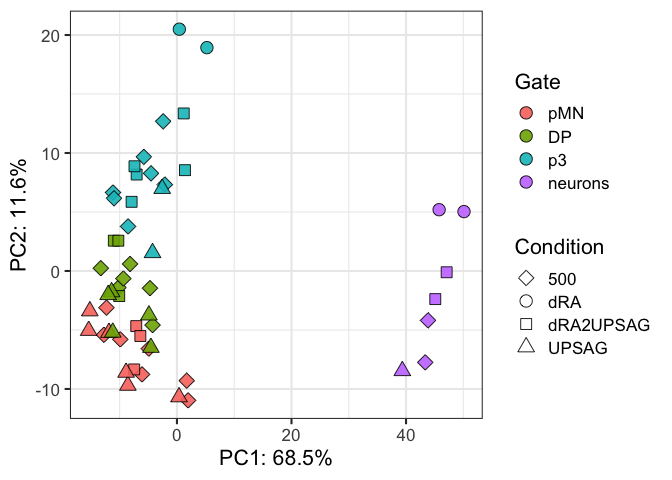 20
10
0
-10
PC2: 11.6%
0
20
40
PC1: 68.5%
Gate
pMN
DP
p3
neurons
Condition
500
dRA
dRA2UPSAG
UPSAG